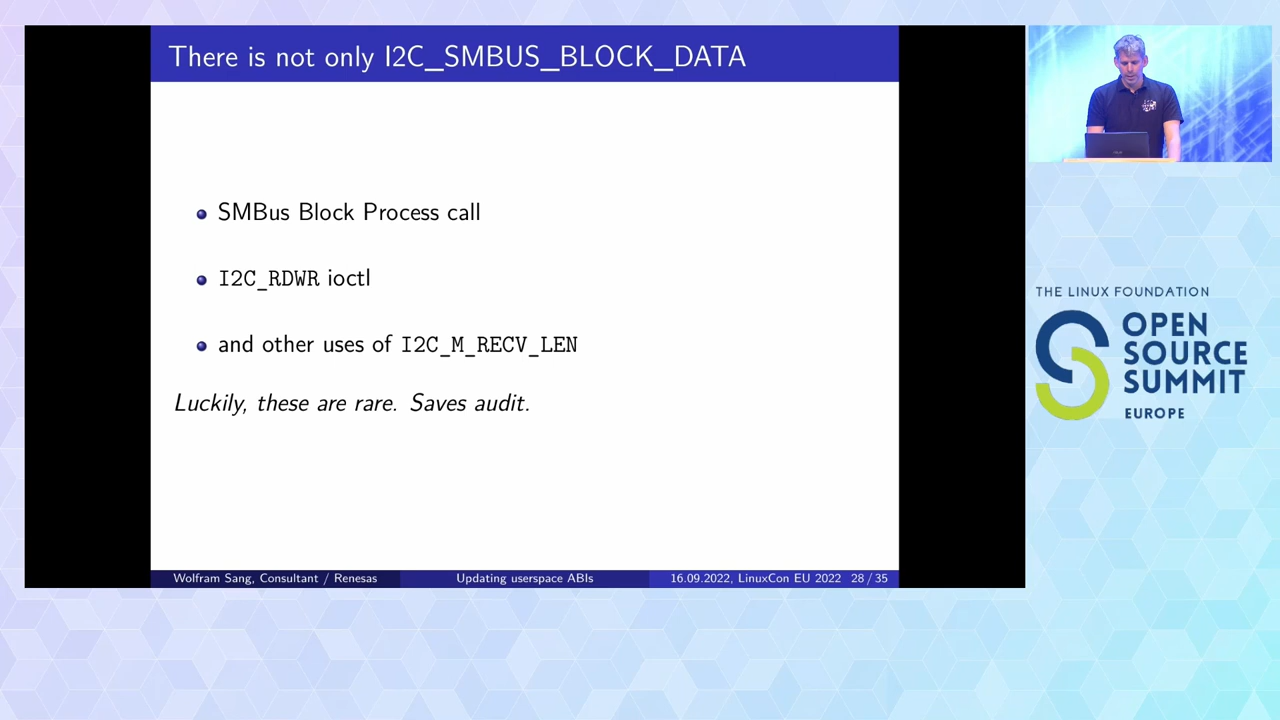 There is not only I2C_SMBUS_BLOCK_DATA
SMBus Block Process call
I2C_RDWR ioctl
and other uses of I2C_M_RECV_LEN
Luckily, these are rare. Saves audit.
Wolfram Sang, Consultant / Renesas
Updating userspace ABIs
16.09.2022, LinuxCon EU 2022 28 / 35
THE LINUX FOUNDATION
OPEN
SOURCE
SUMMIT
EUROPE